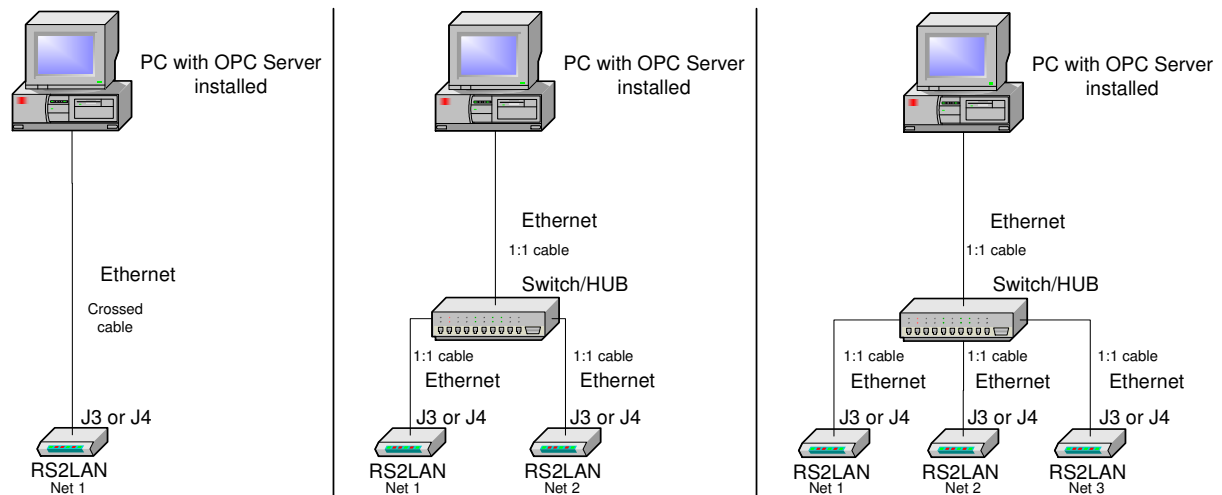 PC with OPC Server
installed
Ethernet
Crossed
cable
J3 or J4
RS2LAN
Net 1
PC with OPC Server
installed
Ethernet
1:1 cable
Switch/HUB
1:1 cable
Ethernet
1:1 cable
Ethernet
J3 or J4
J3 or J4
RS2LAN
Net 1
RS2LAN
Net 2
PC with OPC Server
installed
Ethernet
1:1 cable
Switch/HUB
1:1 cable
Ethernet
1:1 cable
Ethernet
1:1 cable
Ethernet
J3 or J4
J3 or J4
J3 or J4
RS2LAN
Net 1
RS2LAN
Net 2
RS2LAN
Net 3